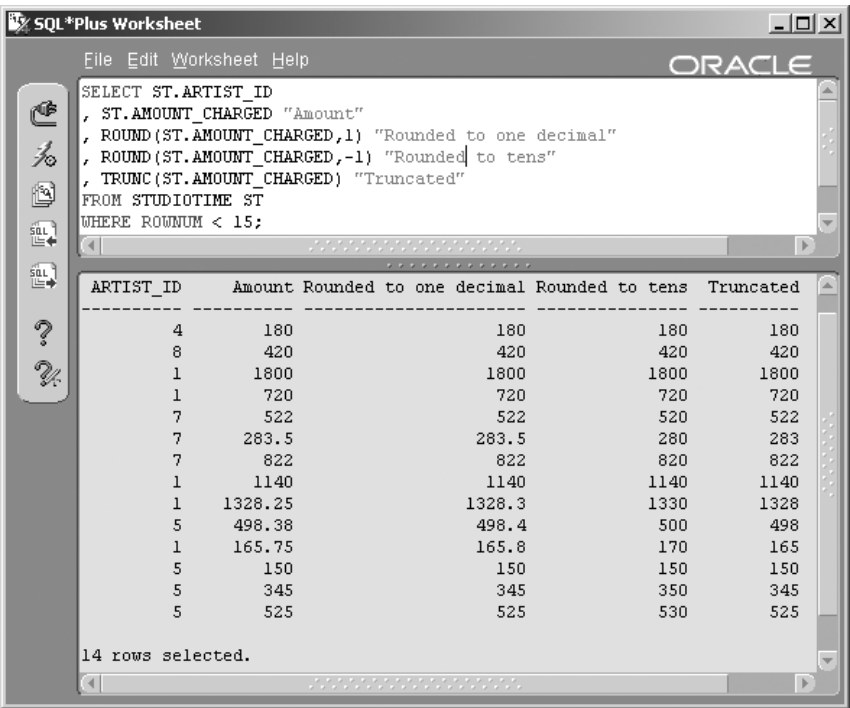 SQL*Plus Worksheet
File Edit Worksheet Help
ORACLE
SELECT ST.ARTIST_ID
, ST.AMOUNT_CHARGED "Amount"
, ROUND(ST.AMOUNT_CHARGED,1) "Rounded to one decimal"
, ROUND(ST.AMOUNT_CHARGED,-1) "Rounded to tens"
, TRUNC(ST.AMOUNT_CHARGED) "Truncated"
FROM STUDIOTIME ST
WHERE ROWNUM < 15;
SQL
SQL
ARTIST_ID Amount Rounded to one decimal Rounded to tens Truncated
---------- ---------- ---------------------- --------------- ----------
4 180 180 180 180
8 420 420 420 420
1 1800 1800 1800 1800
1 720 720 720 720
7 522 522 520 522
7 283.5 283.5 280 283
7 822 822 820 822
1 1140 1140 1140 1140
1 1328.25 1328.3 1330 1328
5 498.38 498.4 500 498
1 165.75 165.8 170 165
5 150 150 150 150
5 345 345 350 345
5 525 525 530 525
14 rows selected.